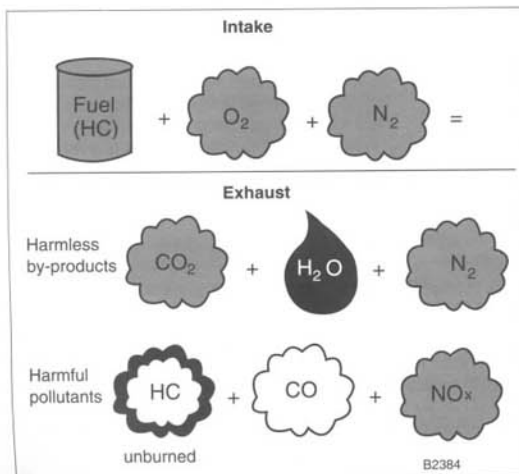 Intake
Fuel
(HC)
+ O₂ + N₂ =
Exhaust
Harmless
by-products
CO₂ + H₂O + N₂
Harmful
pollutants
HC + CO + NOx
unburned
B2384